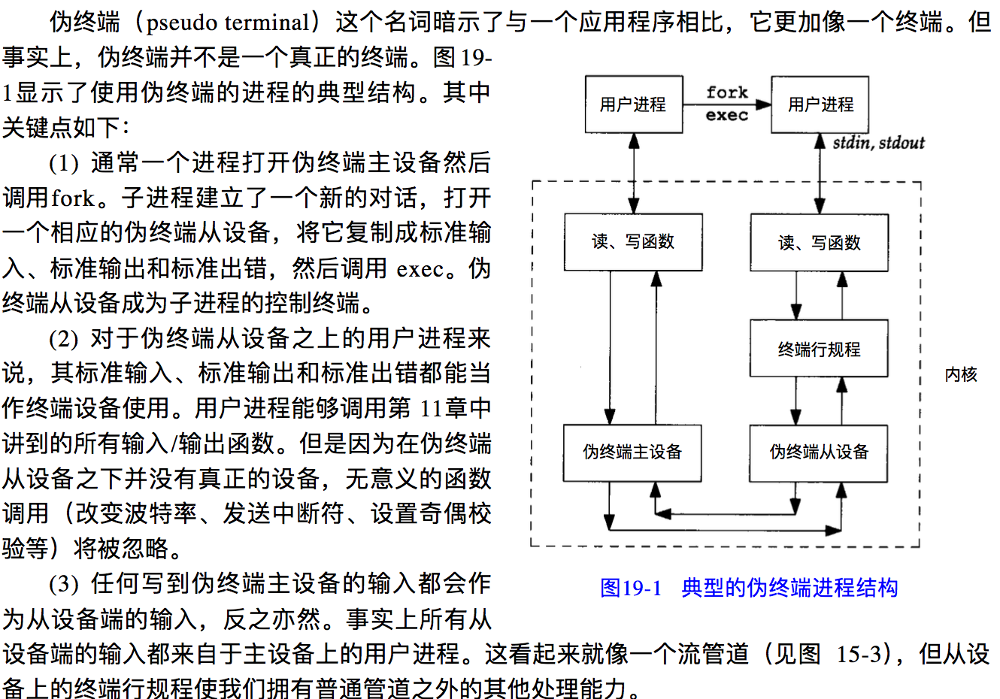 伪终端（pseudo terminal）这个名词暗示了与一个应用程序相比，它更加像一个终端。但
事实上，伪终端并不是一个真正的终端。图 19-
1显示了使用伪终端的进程的典型结构。其中
关键点如下：
(1) 通常一个进程打开伪终端主设备然后
调用fork。子进程建立了一个新的对话，打开
一个相应的伪终端从设备，将它复制成标准输
入、标准输出和标准出错，然后调用 exec。伪
终端从设备成为子进程的控制终端。
(2) 对于伪终端从设备之上的用户进程来
说，其标准输入、标准输出和标准出错都能当
作终端设备使用。用户进程能够调用第 11章中
讲到的所有输入/输出函数。但是因为在伪终端
从设备之下并没有真正的设备，无意义的函数
调用（改变波特率、发送中断符、设置奇偶校
验等）将被忽略。
(3) 任何写到伪终端主设备的输入都会作
为从设备端的输入，反之亦然。事实上所有从
设备端的输入都来自于主设备上的用户进程。这看起来就像一个流管道（见图 15-3），但从设
备上的终端行规程使我们拥有普通管道之外的其他处理能力。
用户进程
fork
exec
用户进程
stdin, stdout
读、写函数
读、写函数
终端行规程
内核
伪终端主设备
伪终端从设备
图19-1 典型的伪终端进程结构